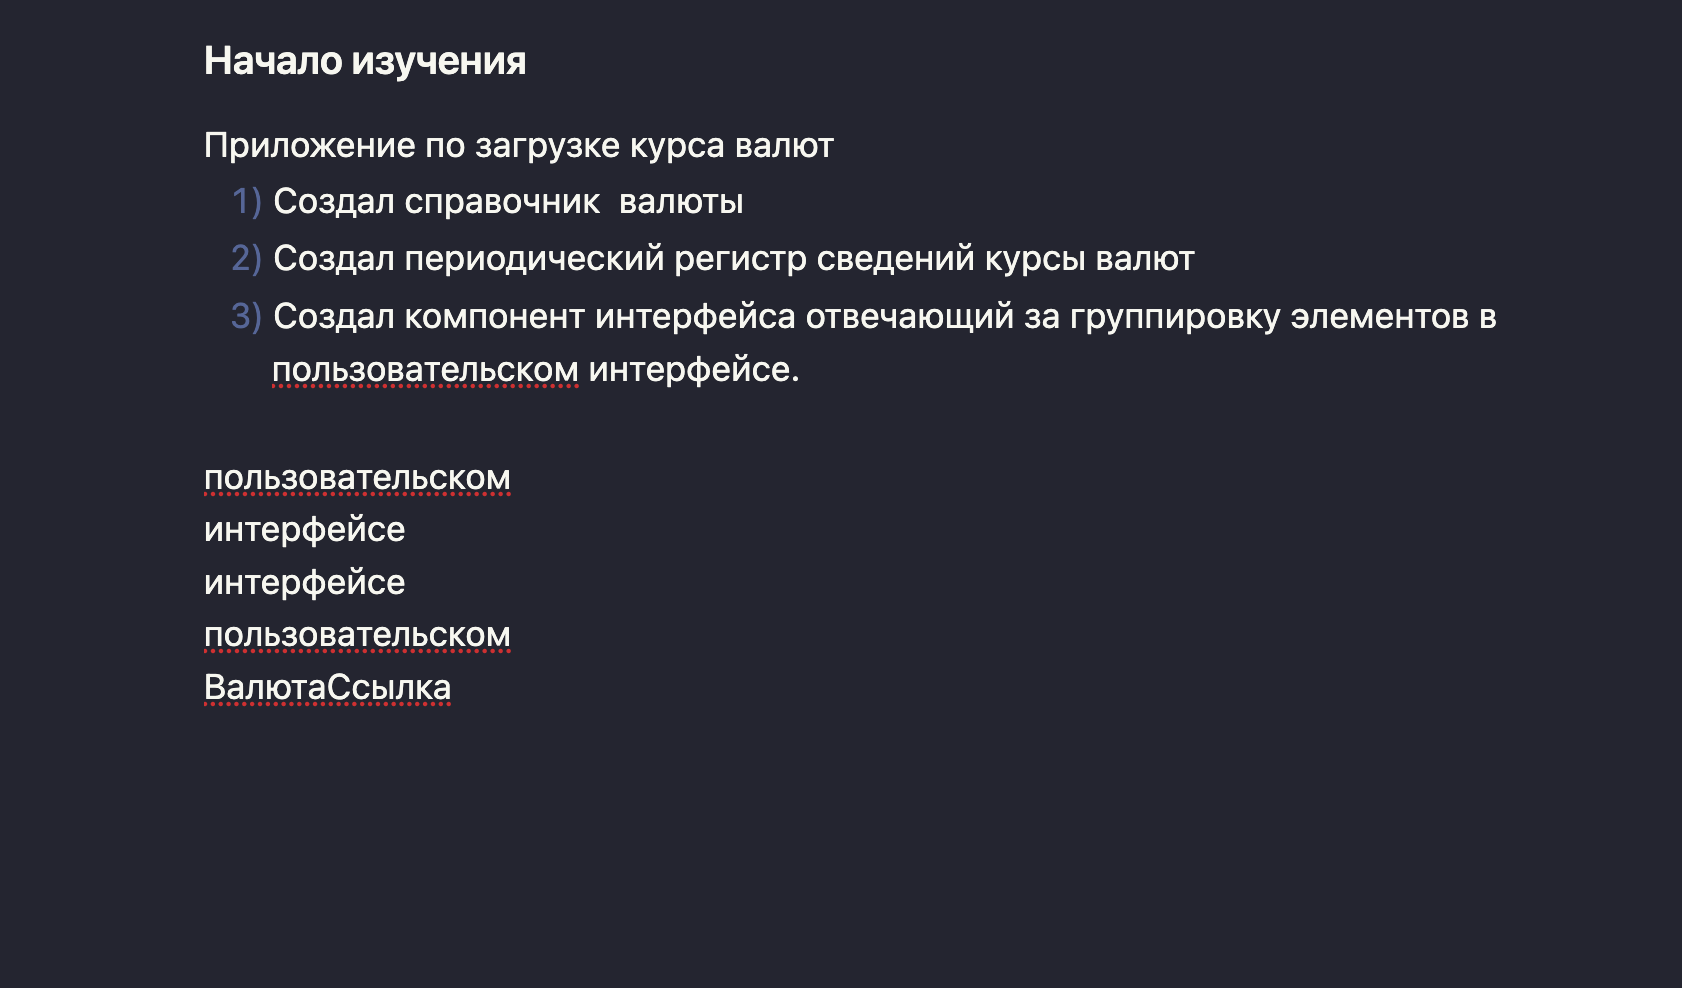 Начало изучения
Приложение по загрузке курса валют
1) Создал справочник  валюты
2) Создал периодический регистр сведений курсы валют
3) Создал компонент интерфейса отвечающий за группировку элементов в
пользовательском интерфейсе.
пользовательском
интерфейсе
интерфейсе
пользовательском
ВалютаСсылка